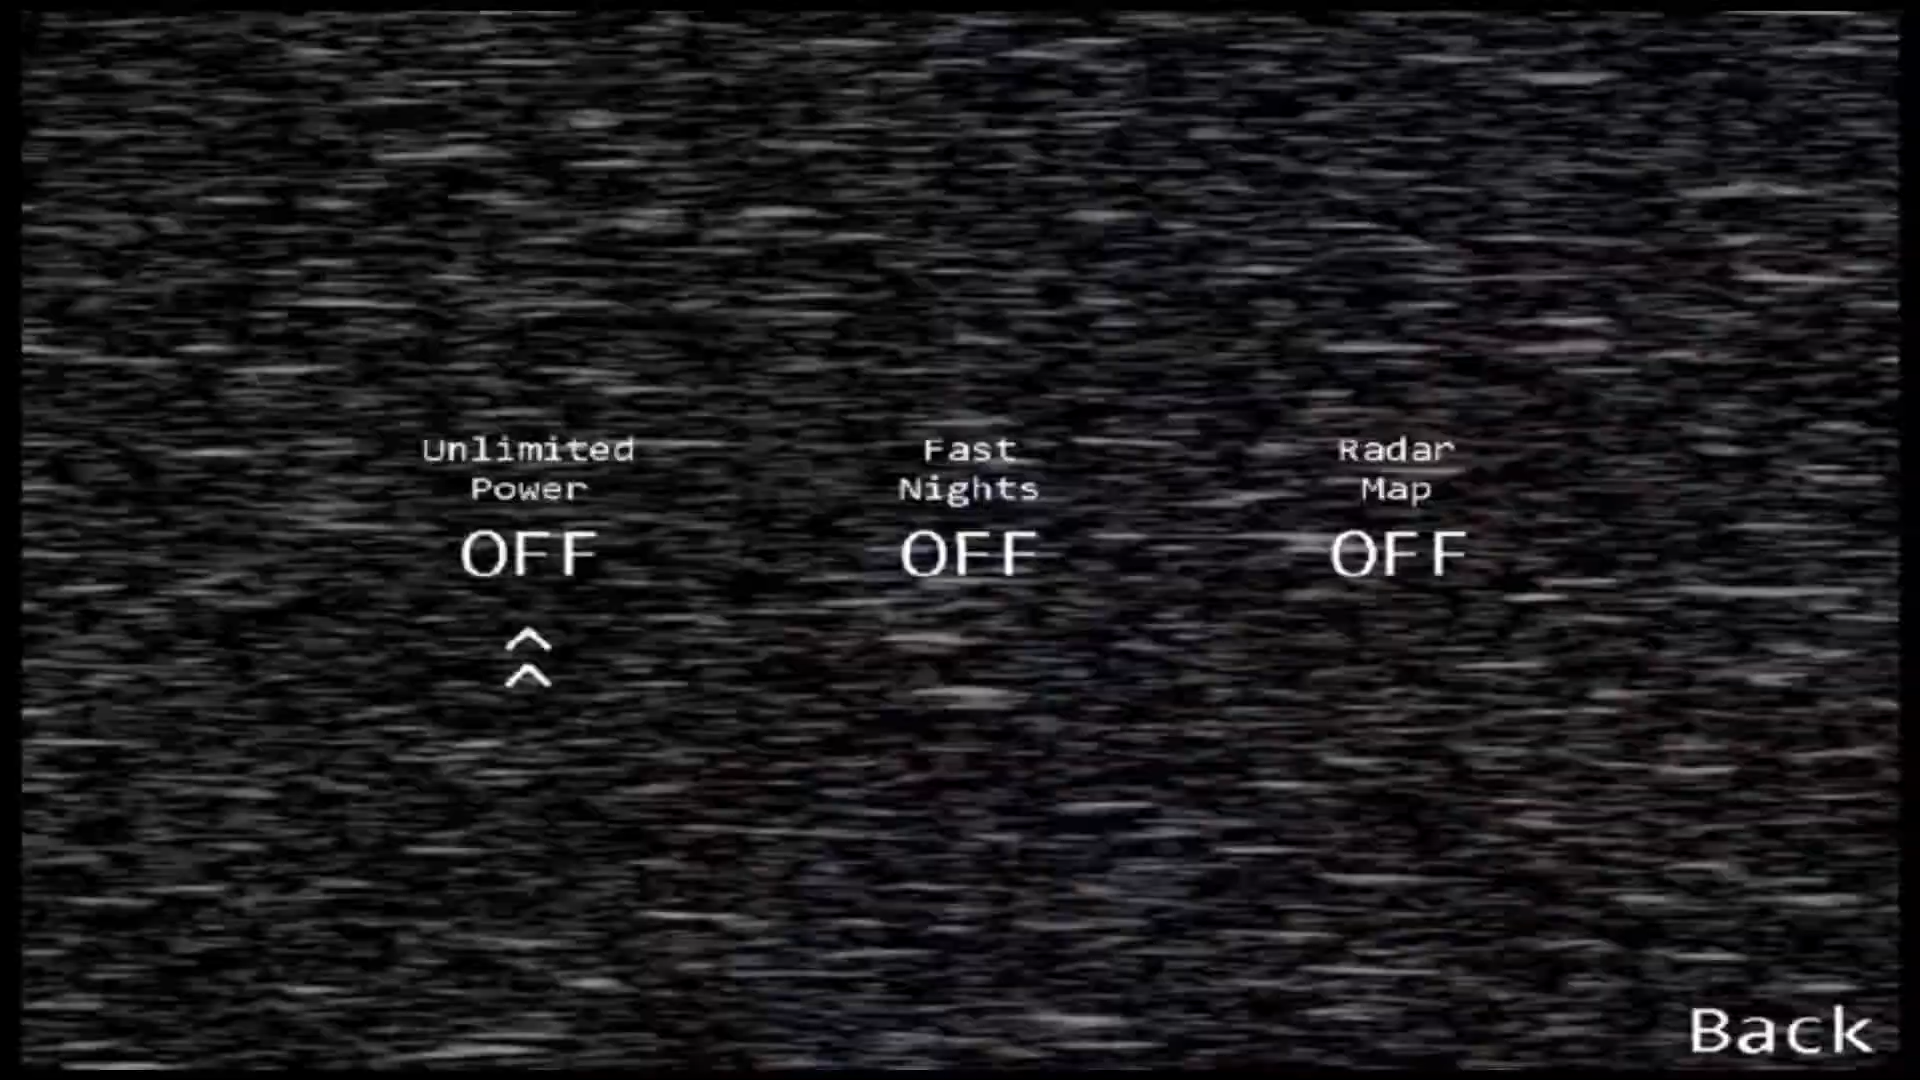 Unlimited
Power
OFF
Fast
Nights
OFF
Radar
Map
OFF
Back